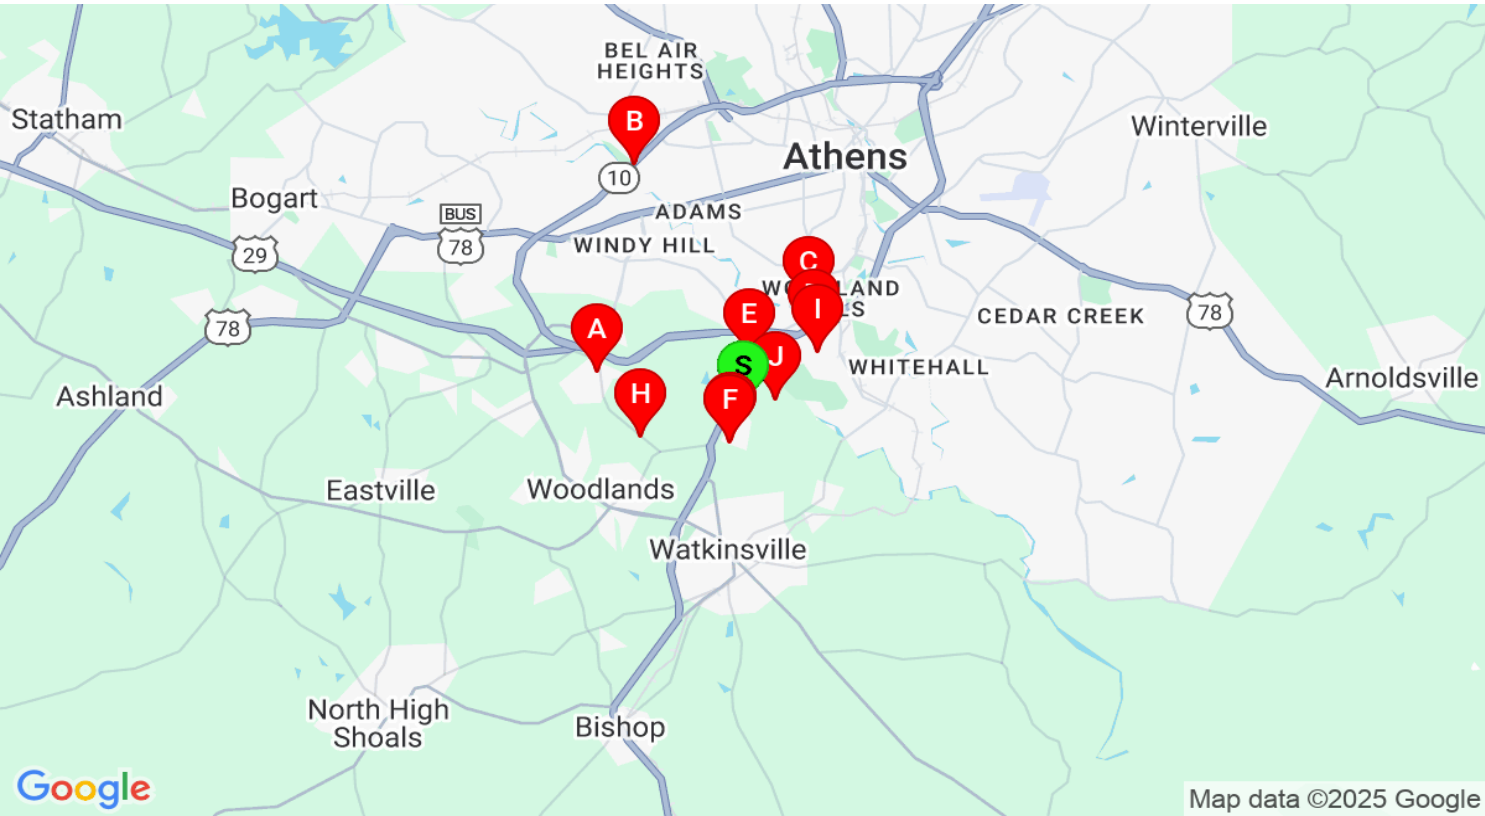 BEL AIR
HEIGHTS
Statham
B
Winterville
Athens
10
Bogart
BUS
78
ADAMS
29
WINDY HILL
C
78
I
CEDAR CREEK
E
78
A
J
S
WHITEHALL
Arnoldsville
Ashland
H
F
Eastville
Woodlands
Watkinsville
North High
Shoals
Bishop
Google
Map data ©2025 Google